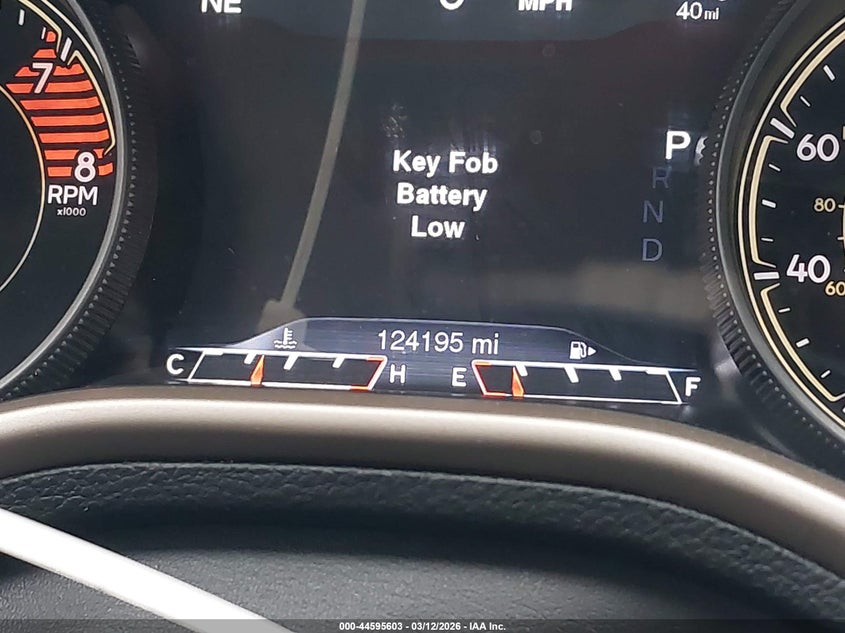 NE
MPH
40 mi
7
8
RPM
x1000
Key Fob
Battery
Low
P
R
N
D
60
80
40
60
124195 mi
C
H
E
F
000-44595603 - 03/12/2026 - IAA Inc.